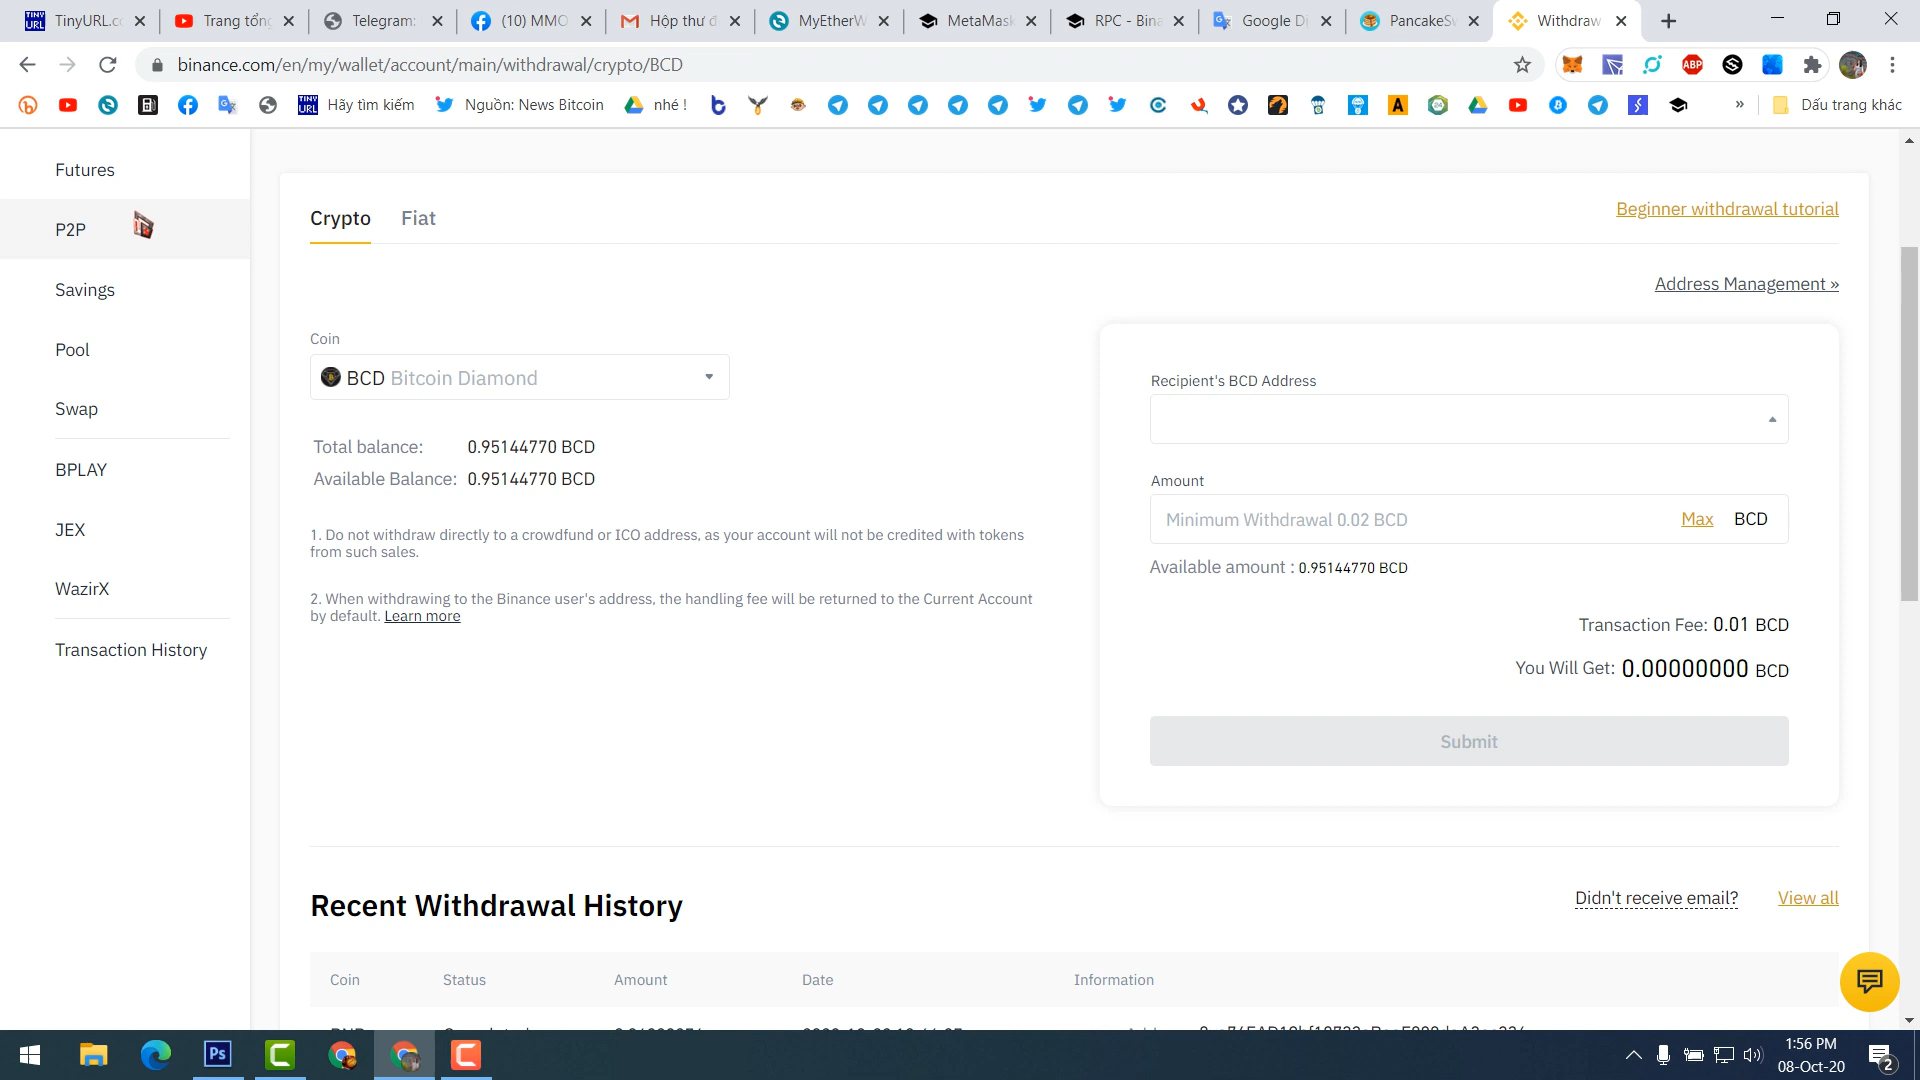 TinyURL.c
Trang tổng
Telegram:
(10) MMO
Hộp thư đ
MyEtherW
MetaMask
RPC - Bina
Google Dị
PancakeSw
Withdraw
binance.com/en/my/wallet/account/main/withdrawal/crypto/BCD
Hãy tìm kiếm
Nguồn: News Bitcoin
nhé !
»
Dấu trang khác
Futures
P2P
Savings
Pool
Swap
BPLAY
JEX
WazirX
Transaction History
Crypto
Fiat
Beginner withdrawal tutorial
Address Management »
Coin
BCD Bitcoin Diamond
Total balance: 0.95144770 BCD
Available Balance: 0.95144770 BCD
1. Do not withdraw directly to a crowdfund or ICO address, as your account will not be credited with tokens
from such sales.
2. When withdrawing to the Binance user's address, the handling fee will be returned to the Current Account
by default. Learn more
Recipient's BCD Address
Amount
Minimum Withdrawal 0.02 BCD
Max BCD
Available amount : 0.95144770 BCD
Transaction Fee: 0.01 BCD
You Will Get: 0.00000000 BCD
Submit
Recent Withdrawal History
Didn't receive email?
View all
Coin Status Amount Date Information
1:56 PM
08-Oct-20
2
TINY
URL
ABP
Ps